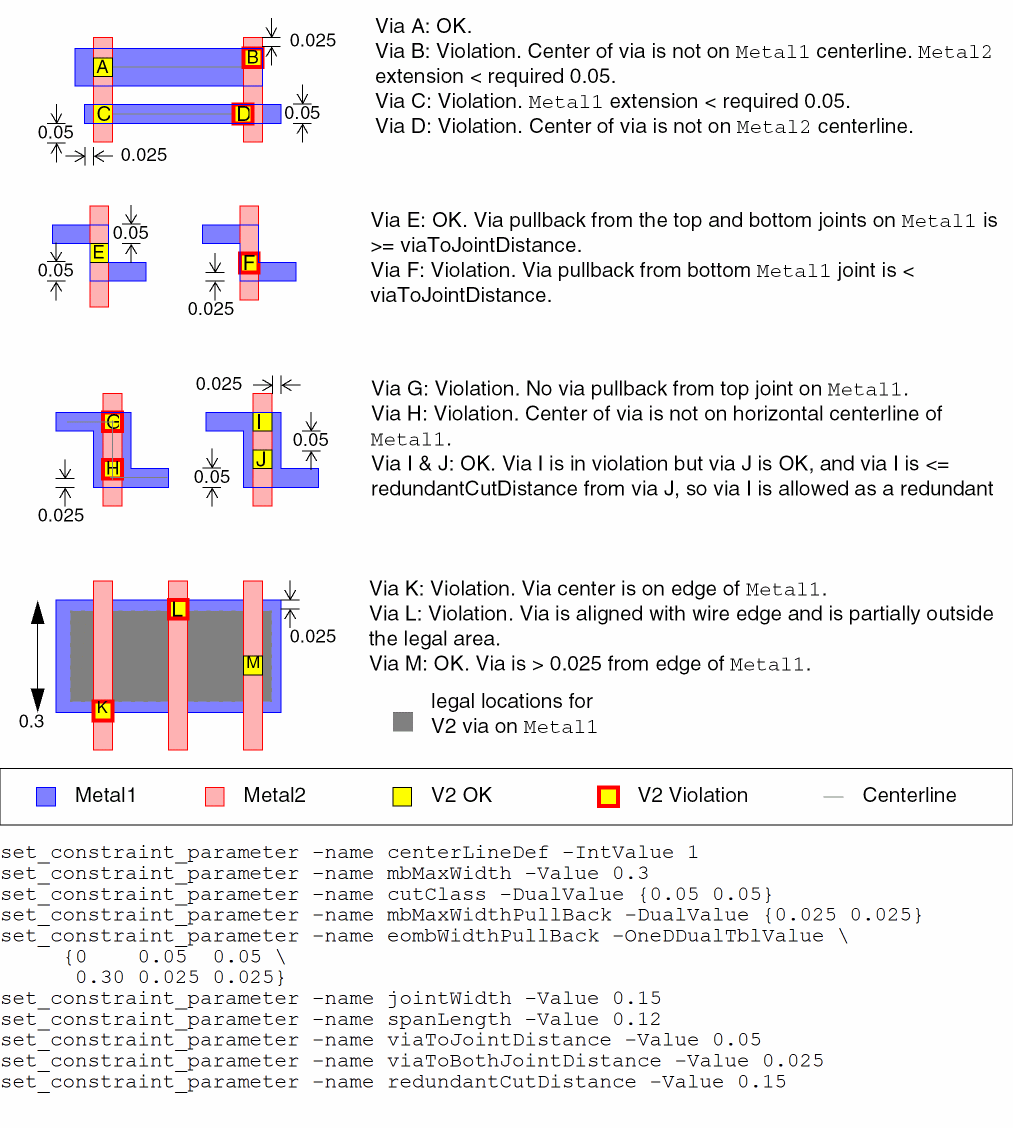 0.025
A
B
C
D
0.05
0.05
0.025
Via A: OK.
Via B: Violation. Center of via is not on Metal1 centerline. Metal2
extension < required 0.05.
Via C: Violation. Metal1 extension < required 0.05.
Via D: Violation. Center of via is not on Metal2 centerline.
0.05
E
0.05
F
0.025
Via E: OK. Via pullback from the top and bottom joints on Metal1 is
>= viaToJointDistance.
Via F: Violation. Via pullback from bottom Metal1 joint is <
viaToJointDistance.
0.025
G
I
0.05
H
J
0.05
0.025
Via G: Violation. No via pullback from top joint on Metal1.
Via H: Violation. Center of via is not on horizontal centerline of
Metal1.
Via I & J: OK. Via I is in violation but via J is OK, and via I is <=
redundantCutDistance from via J, so via I is allowed as a redundant
L
0.025
M
K
0.3
Via K: Violation. Via center is on edge of Metal1.
Via L: Violation. Via is aligned with wire edge and is partially outside
the legal area.
Via M: OK. Via is > 0.025 from edge of Metal1.
legal locations for
V2 via on Metal1
Metal1 Metal2 V2 OK V2 Violation Centerline
set_constraint_parameter -name centerLineDef -IntValue 1
set_constraint_parameter -name mbMaxWidth -Value 0.3
set_constraint_parameter -name cutClass -DualValue {0.05 0.05}
set_constraint_parameter -name mbMaxWidthPullBack -DualValue {0.025 0.025}
set_constraint_parameter -name eombWidthPullBack -OneDDualTblValue \
{0 0.05 0.05 \
0.30 0.025 0.025}
set_constraint_parameter -name jointWidth -Value 0.15
set_constraint_parameter -name spanLength -Value 0.12
set_constraint_parameter -name viaToJointDistance -Value 0.05
set_constraint_parameter -name viaToBothJointDistance -Value 0.025
set_constraint_parameter -name redundantCutDistance -Value 0.15